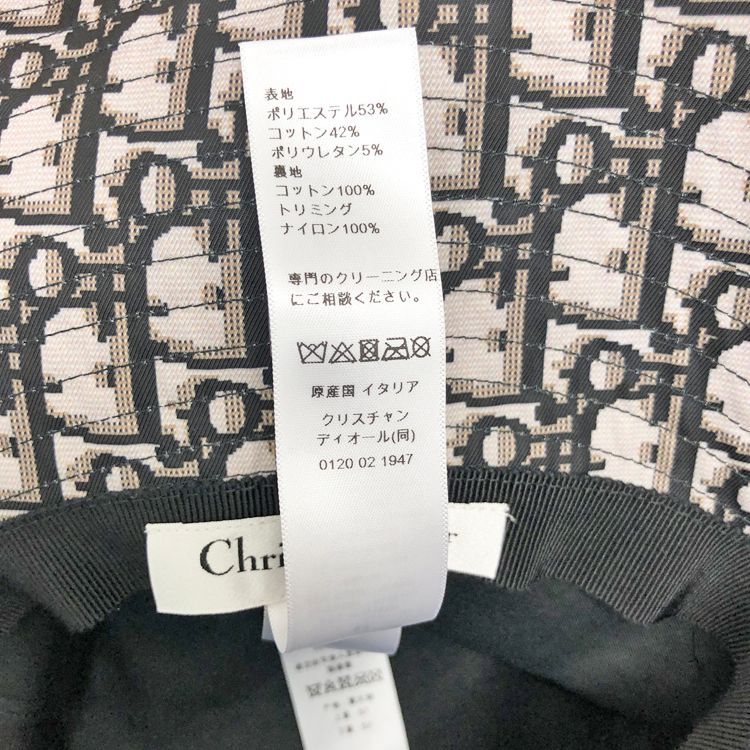 表地
ポリエステル53%
コットン42%
ポリウレタン5%
裏地
コットン100%
トリミング
ナイロン100%
専門のクリーニング店
にご相談ください。
原産国 イタリア
クリスチャン
ディオール(同)
0120 02 1947
Chri
r